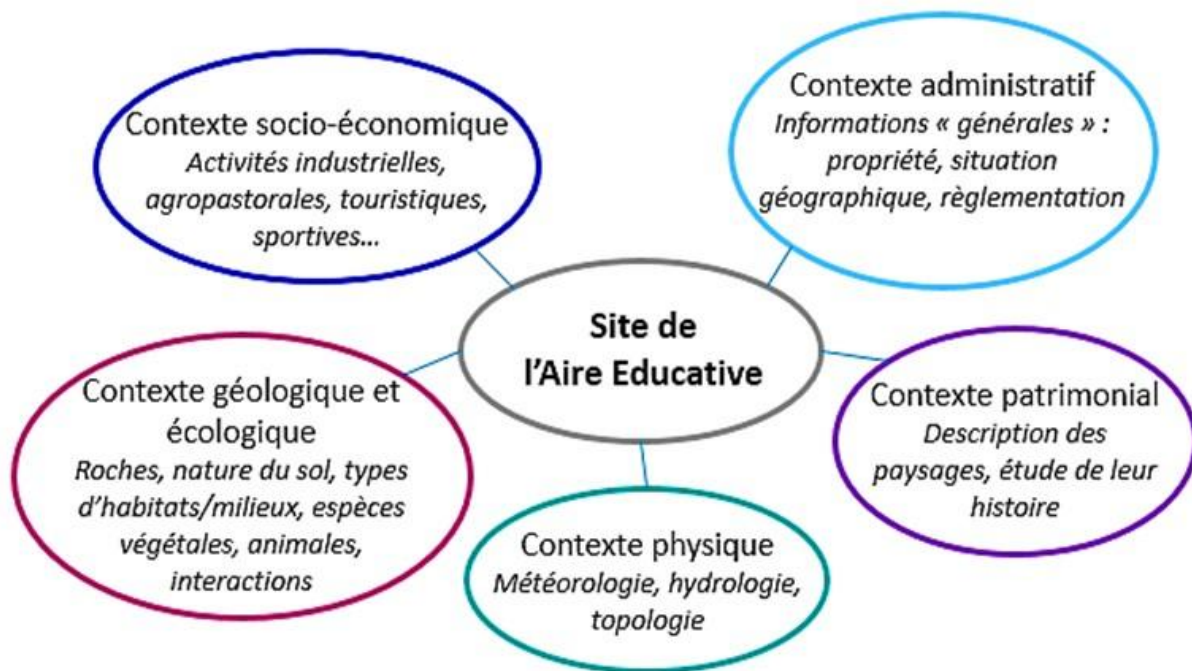 Contexte socio-économique
Activités industrielles,
agropastorales, touristiques,
sportives...
Contexte administratif
Informations « générales » :
propriété, situation
géographique, règlementation
Site de
l'Aire Educative
Contexte géologique et
écologique
Roches, nature du sol, types
d'habitats/milieux, espèces
végétales, animales,
interactions
Contexte patrimonial
Description des
paysages, étude de leur
histoire
Contexte physique
Météorologie, hydrologie,
topologie